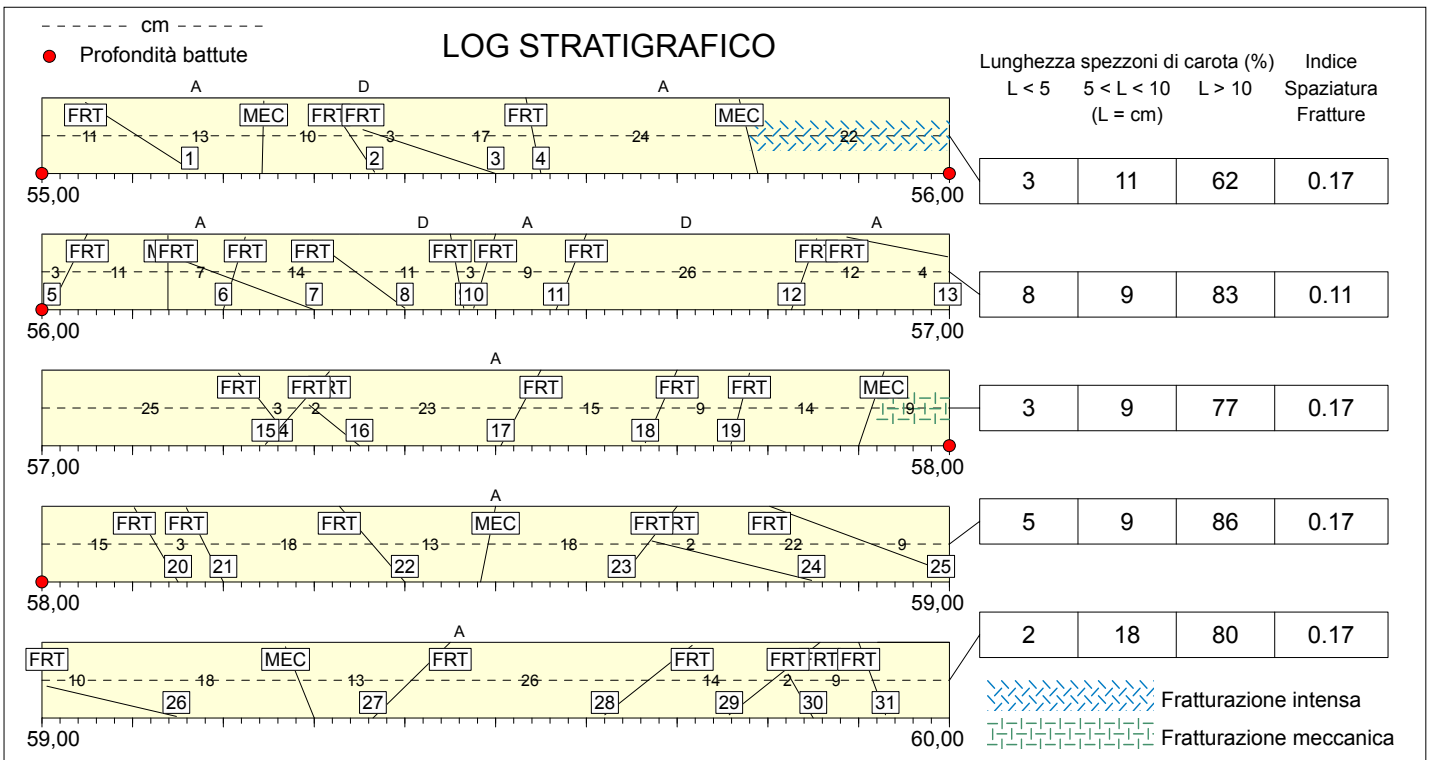 cm
Profondità battute
LOG STRATIGRAFICO
Lunghezza spezzoni di carota (%) Indice
L < 5 5 < L < 10 L > 10 Spaziatura
(L = cm) Fratture
A D A
FRT MEC FRT FRT FRT MEC
11 13 10 3 17 24 22
1 2 3 4
55,00 56,00
3 11 62 0.17
A D A D A
FRT FRT FRT FRT FRT FRT FRT FRT
3 11 7 14 11 3 9 26 12 4
5 6 7 8 10 11 12 13
56,00 57,00
8 9 83 0.11
A
FRT FRT FRT FRT FRT FRT MEC
25 3 2 23 15 9 14 9
15 16 17 18 19
57,00 58,00
3 9 77 0.17
A
FRT FRT FRT MEC FRT FRT FRT
15 3 18 13 18 2 22 9
20 21 22 23 24 25
58,00 59,00
5 9 86 0.17
A
FRT MEC FRT FRT FRT FRT FRT
10 18 13 26 14 2 9
26 27 28 29 30 31
59,00 60,00
2 18 80 0.17
Fratturazione intensa
Fratturazione meccanica